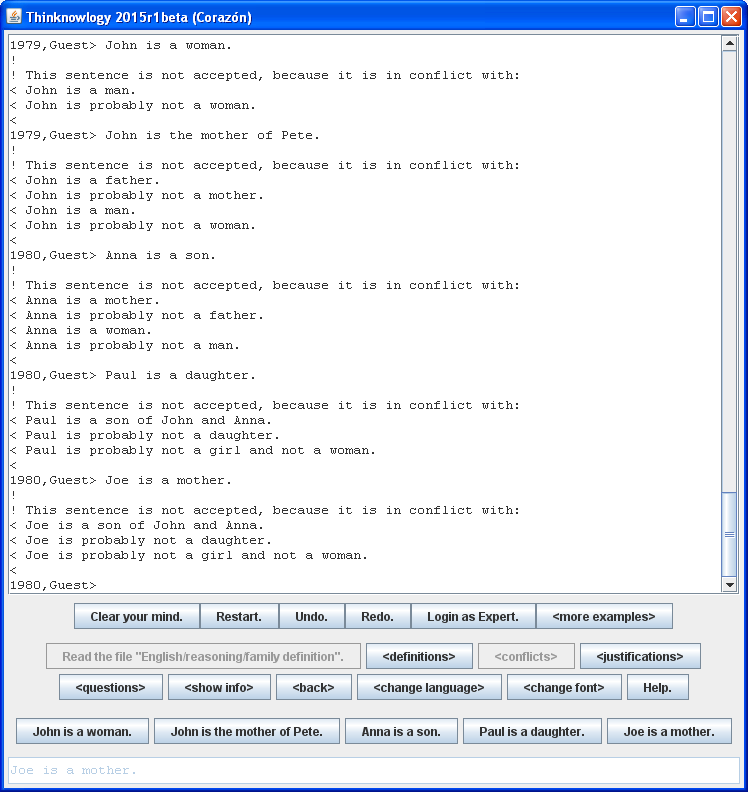 Thinknowlogy 2015r1beta (Corazón)
1979,Guest> John is a woman.
!
! This sentence is not accepted, because it is in conflict with:
< John is a man.
< John is probably not a woman.
<
1979,Guest> John is the mother of Pete.
!
! This sentence is not accepted, because it is in conflict with:
< John is a father.
< John is probably not a mother.
< John is a man.
< John is probably not a woman.
<
1980,Guest> Anna is a son.
!
! This sentence is not accepted, because it is in conflict with:
< Anna is a mother.
< Anna is probably not a father.
< Anna is a woman.
< Anna is probably not a man.
<
1980,Guest> Paul is a daughter.
!
! This sentence is not accepted, because it is in conflict with:
< Paul is a son of John and Anna.
< Paul is probably not a daughter.
< Paul is probably not a girl and not a woman.
<
1980,Guest> Joe is a mother.
!
! This sentence is not accepted, because it is in conflict with:
< Joe is a son of John and Anna.
< Joe is probably not a daughter.
< Joe is probably not a girl and not a woman.
<
1980,Guest>
Clear your mind. Restart. Undo. Redo. Login as Expert. <more examples>
Read the file "English/reasoning/family definition". <definitions> <conflicts> <justifications>
<questions> <show info> <back> <change language> <change font> Help.
John is a woman. John is the mother of Pete. Anna is a son. Paul is a daughter. Joe is a mother.
Joe is a mother.